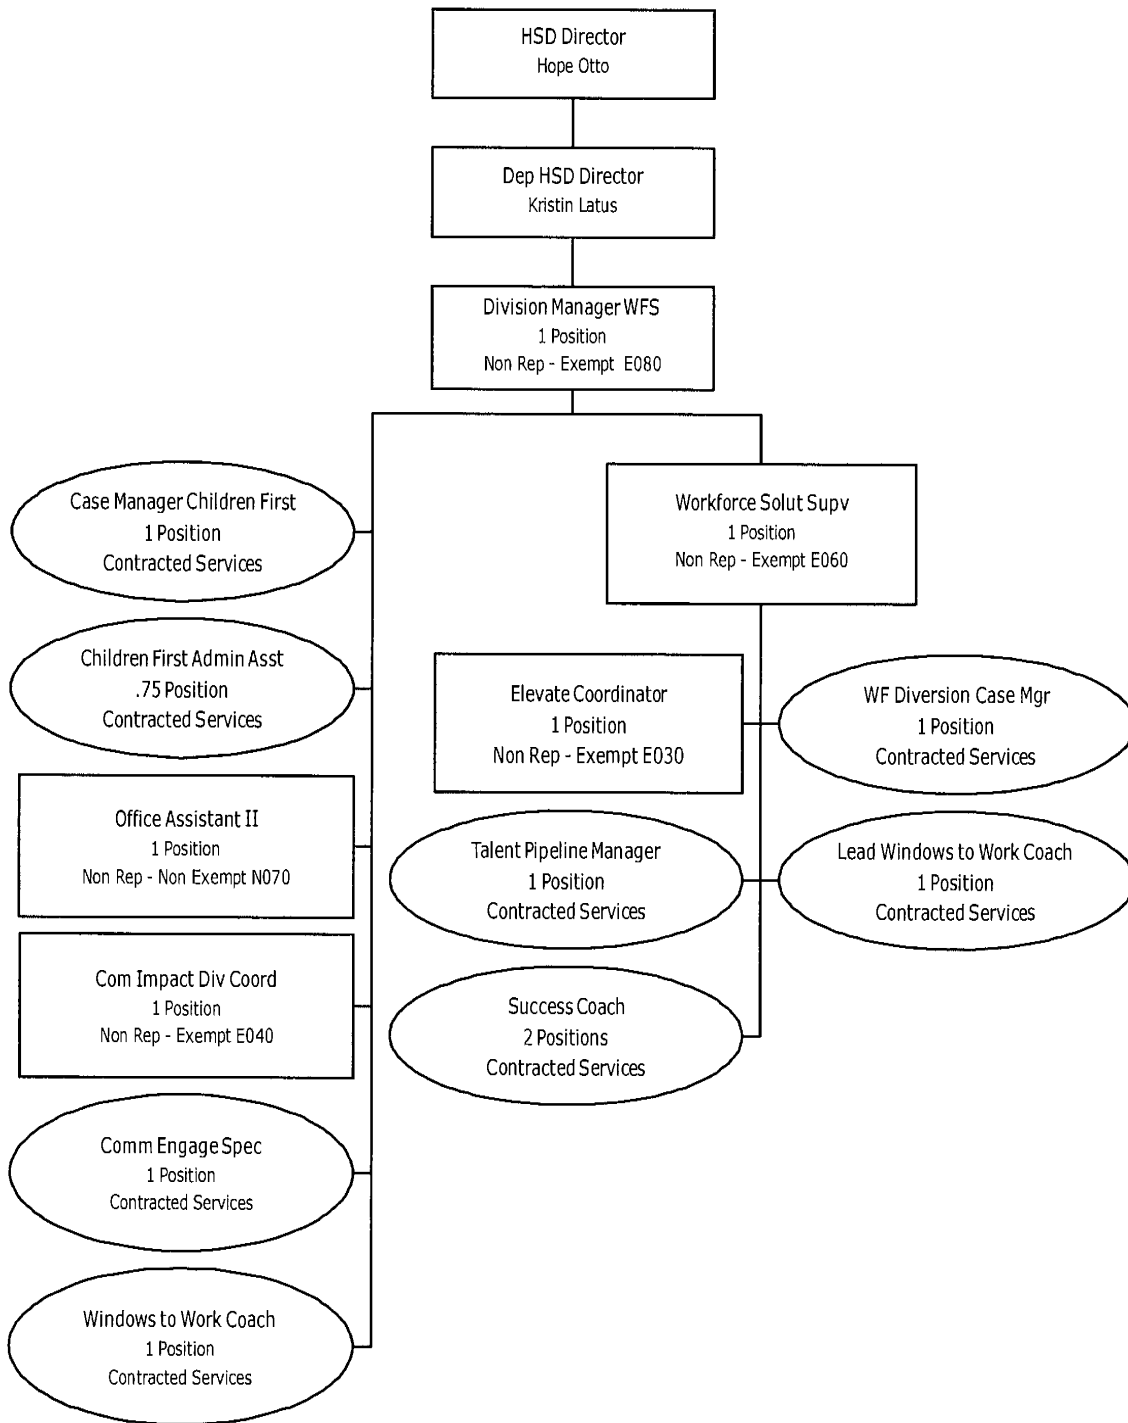 HSD Director
Hope Otto
Dep HSD Director
Kristin Latus
Division Manager WFS
1 Position
Non Rep - Exempt E080
Case Manager Children First
1 Position
Contracted Services
Children First Admin Asst
.75 Position
Contracted Services
Office Assistant II
1 Position
Non Rep - Non Exempt N070
Com Impact Div Coord
1 Position
Non Rep - Exempt E040
Comm Engage Spec
1 Position
Contracted Services
Windows to Work Coach
1 Position
Contracted Services
Workforce Solut Supv
1 Position
Non Rep - Exempt E060
Elevate Coordinator
1 Position
Non Rep - Exempt E030
WF Diversion Case Mgr
1 Position
Contracted Services
Talent Pipeline Manager
1 Position
Contracted Services
Lead Windows to Work Coach
1 Position
Contracted Services
Success Coach
2 Positions
Contracted Services